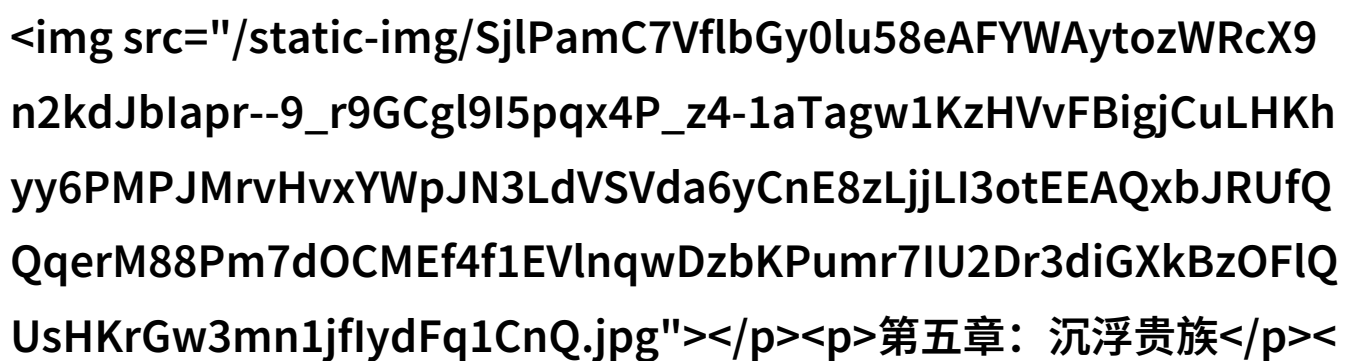 <img src="/static-img/SjlPamC7VflbGy0lu58eAFYWAytozWRcX9
n2kdJbIapr--9_r9GCgl9I5pqx4P_z4-1aTagw1KzHVvFBigjCuLHKh
yy6PMPJMrvHvxYWpJN3LdVSVda6yCnE8zLjjLI3otEEAQxbJRUfQ
QqerM88Pm7dOCMEf4f1EVlnqwDzbKPumr7IU2Dr3diGXkBzOFlQ
UsHKrGw3mn1jfIydFq1CnQ.jpg"></p><p>第五章：沉浮贵族</p><